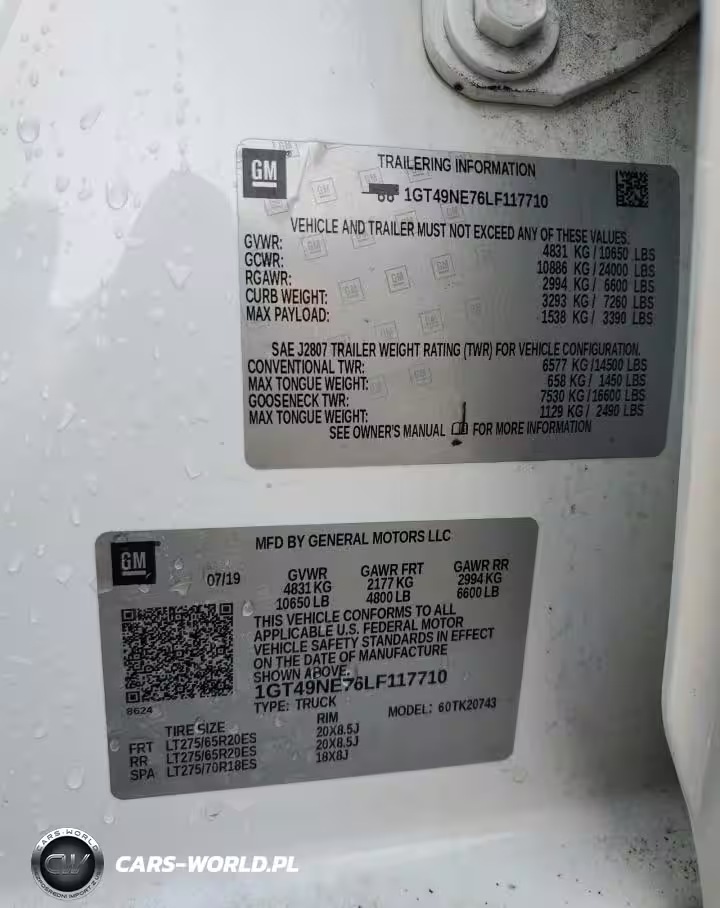 GM
TRAILERING INFORMATION
1GT49NE76LF117710
VEHICLE AND TRAILER MUST NOT EXCEED ANY OF THESE VALUES.
GVWR: 4831 KG / 10650 LBS
GCWR: 10886 KG / 24000 LBS
RGAWR: 2994 KG / 6600 LBS
CURB WEIGHT: 3293 KG / 7260 LBS
MAX PAYLOAD: 1538 KG / 3390 LBS
SAE J2807 TRAILER WEIGHT RATING (TWR) FOR VEHICLE CONFIGURATION.
CONVENTIONAL TWR: 6577 KG / 14500 LBS
MAX TONGUE WEIGHT: 658 KG / 1450 LBS
GOOSENECK TWR: 7530 KG / 16600 LBS
MAX TONGUE WEIGHT: 1129 KG / 2490 LBS
SEE OWNER'S MANUAL FOR MORE INFORMATION
GM
MFD BY GENERAL MOTORS LLC
07/19 GVWR GAWR FRT GAWR RR
4831 KG 2177 KG 2994 KG
10650 LB 4800 LB 6600 LB
THIS VEHICLE CONFORMS TO ALL
APPLICABLE U.S. FEDERAL MOTOR
VEHICLE SAFETY STANDARDS IN EFFECT
ON THE DATE OF MANUFACTURE
SHOWN ABOVE.
1GT49NE76LF117710
8624 TYPE: TRUCK MODEL: 60TK20743
TIRE SIZE RIM
FRT LT275/65R20ES 20X8.5J
RR LT275/65R20ES 20X8.5J
SPA LT275/70R18ES 18X8J
CARS-WORLD
CW
BEZPOŚREDNI IMPORT Z USA
CARS-WORLD.PL